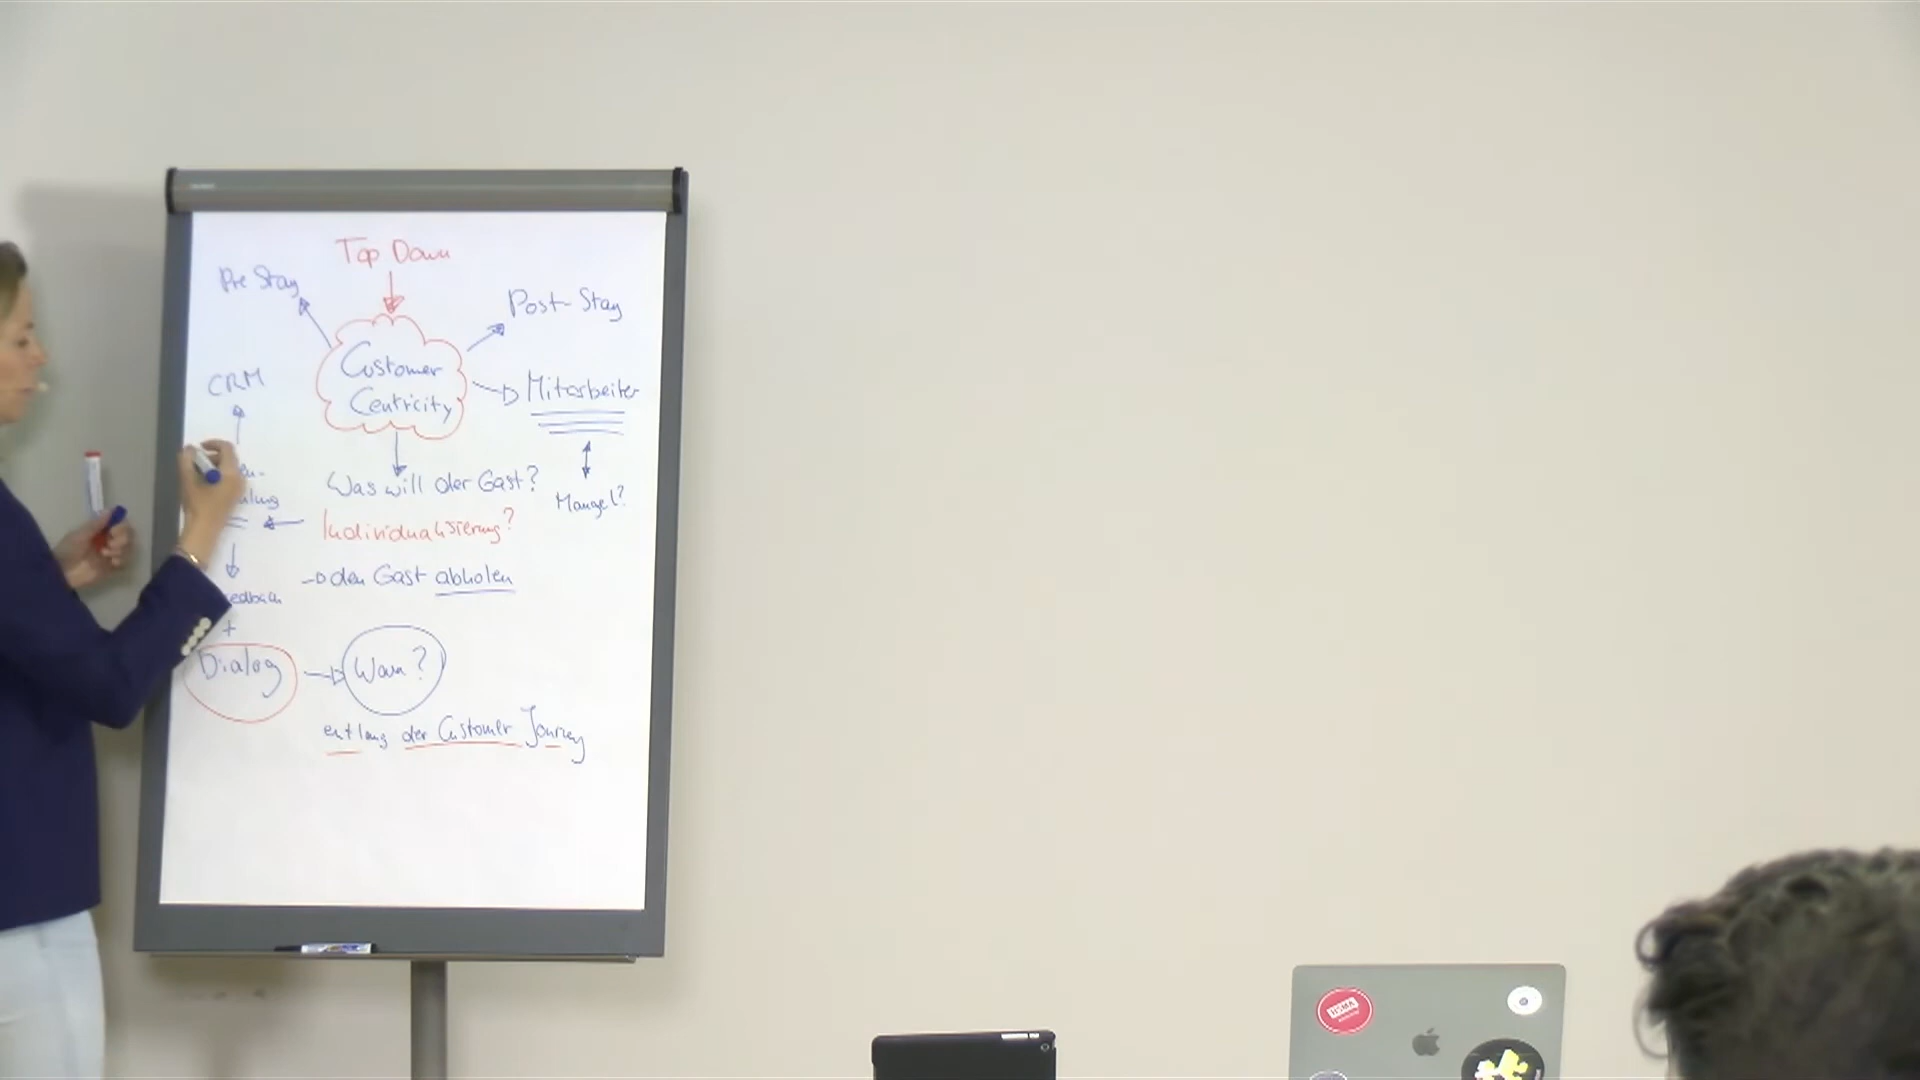 Top Down
Pre Stay
Post-Stay
Customer
Centricity
CRM
Mitarbeiter
Was will der Gast?
Mangel?
Individualisierung?
den Gast abholen
+
Dialog
Wann?
entlang der Customer Journey